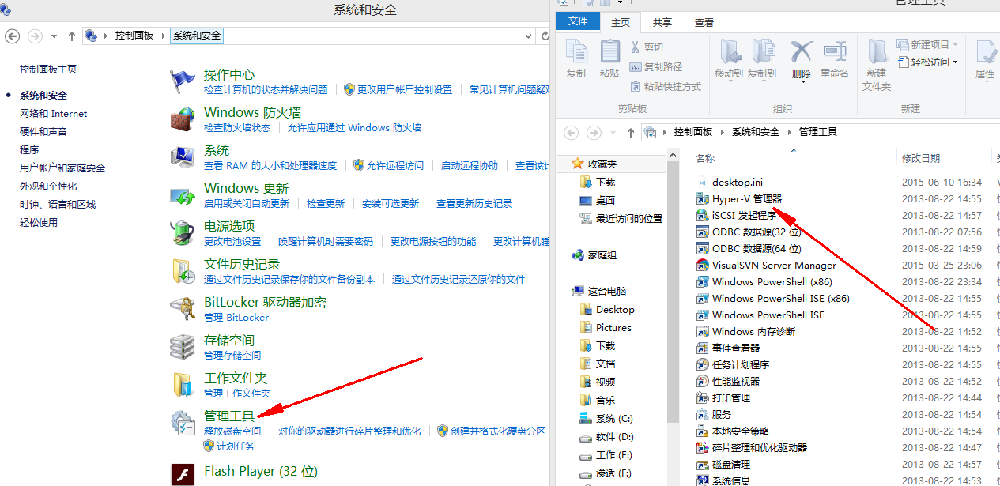 系统和安全
控制面板 系统和安全
控制面板主页
系统和安全
网络和 Internet
硬件和声音
程序
用户帐户和家庭安全
外观和个性化
时钟、语言和区域
轻松使用
操作中心
检查计算机的状态并解决问题 更改用户帐户控制设置 常见计算机问题疑
Windows 防火墙
检查防火墙状态 允许应用通过 Windows 防火墙
系统
查看 RAM 的大小和处理器速度 允许远程访问 启动远程协助 查看该计
Windows 更新
启用或关闭自动更新 检查更新 安装可选更新 查看更新历史记录
电源选项
更改电池设置 唤醒计算机时需要密码 更改电源按钮的功能 更改计算机睡
文件历史记录
通过文件历史记录保存你的文件备份副本 通过文件历史记录还原你的文件
BitLocker 驱动器加密
管理 BitLocker
存储空间
管理存储空间
工作文件夹
管理工作文件夹
管理工具
释放磁盘空间 对你的驱动器进行碎片整理和优化 创建并格式化硬盘分区
计划任务
Flash Player (32 位)
管理工具
文件 主页 共享 查看
复制
粘贴
剪切
复制路径
粘贴快捷方式
剪贴板
移动到 复制到 删除 重命名
组织
新建
文件夹
新建项目
轻松访问
新建
属性
控制面板 系统和安全 管理工具
收藏夹
下载
桌面
最近访问的位置
家庭组
这台电脑
Desktop
Pictures
下载
文档
视频
音乐
系统 (C:)
软件 (D:)
工作 (E:)
渗透 (F:)
名称 修改日期
desktop.ini 2015-06-10 16:34
Hyper-V 管理器 2013-08-22 14:55
iSCSI 发起程序 2013-08-22 14:57
ODBC 数据源(32 位) 2013-08-22 07:56
ODBC 数据源(64 位) 2013-08-22 14:59
VisualSVN Server Manager 2015-03-25 23:06
Windows PowerShell (x86) 2013-08-22 23:34
Windows PowerShell ISE (x86) 2013-08-22 14:55
Windows PowerShell ISE 2013-08-22 14:55
Windows 内存诊断 2013-08-22 14:52
事件查看器 2013-08-22 14:55
任务计划程序 2013-08-22 14:55
性能监视器 2013-08-22 14:52
打印管理 2013-08-22 14:44
服务 2013-08-22 14:54
本地安全策略 2013-08-22 14:54
碎片整理和优化驱动器 2013-08-22 14:47
磁盘清理 2013-08-22 14:57
系统信息 2013-08-22 14:53